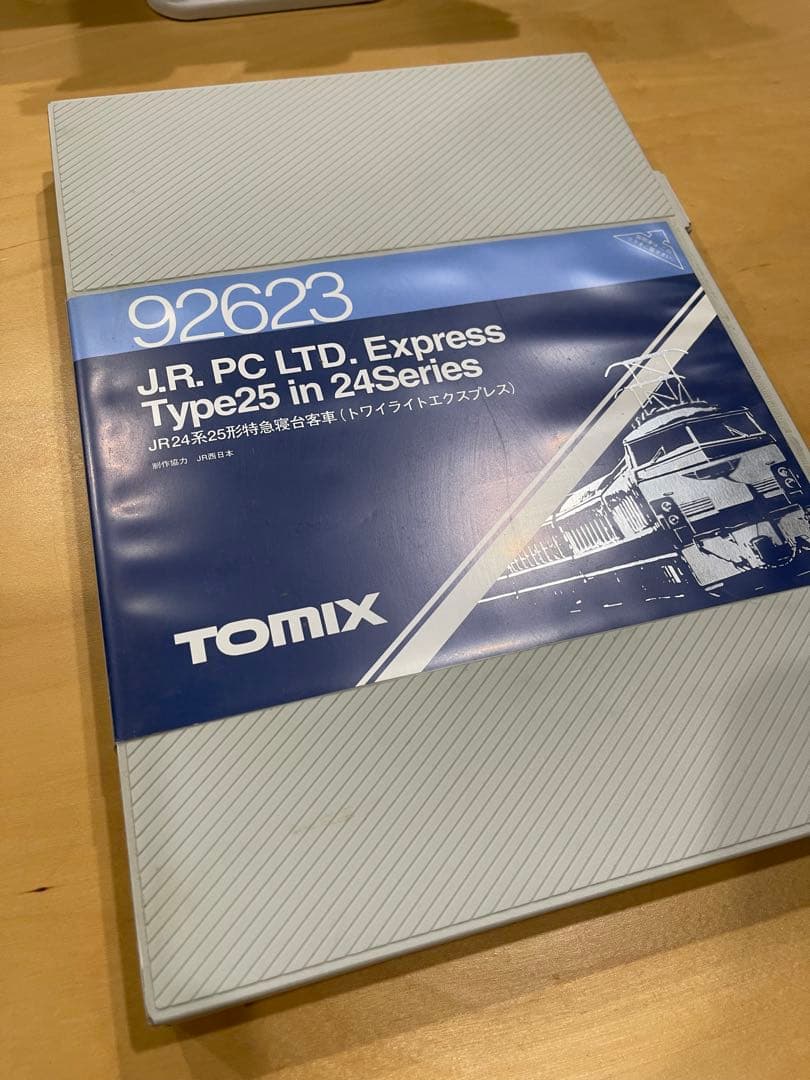 92623
J.R. PC LTD. Express
Type25 in 24Series
JR24系25形特急寝台客車(トワイライトエクスプレス)
制作協力 JR西日本
TOMIX